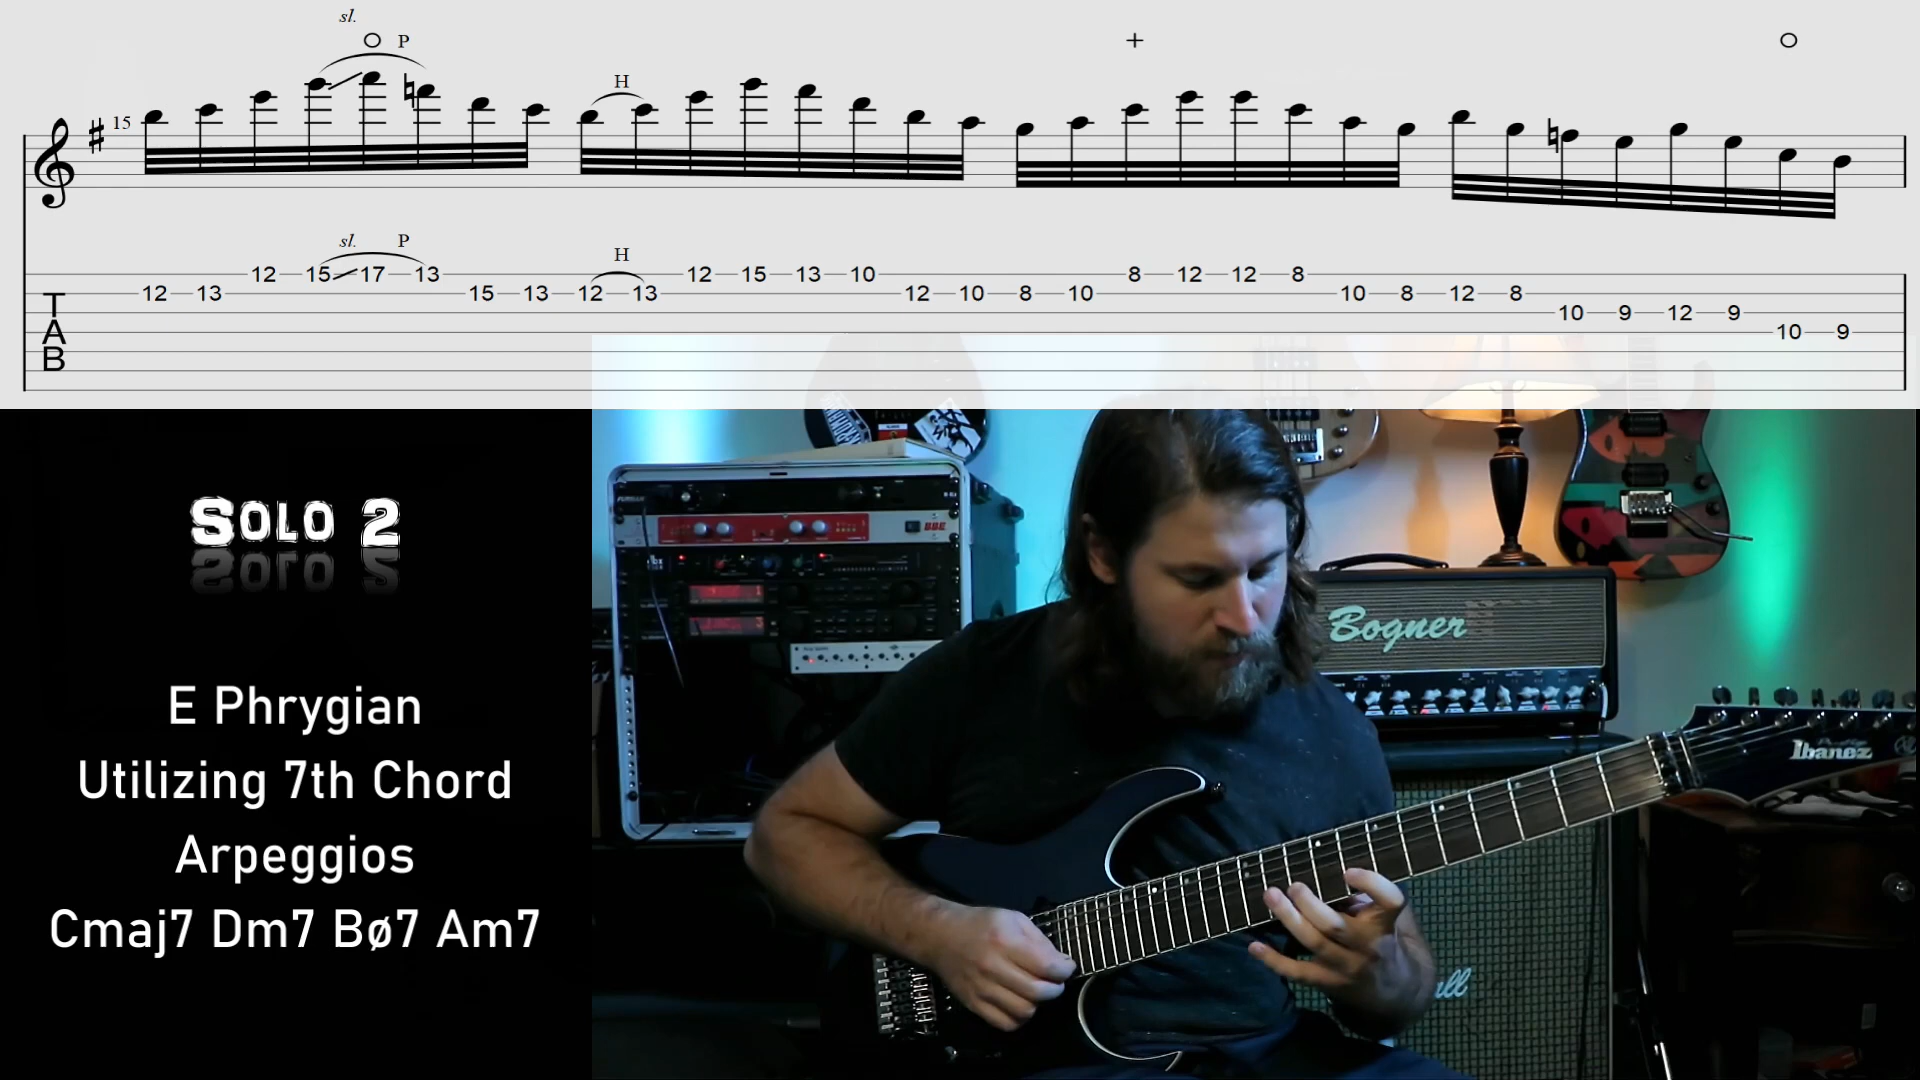 sl.
P
15
H
sl. P H
12 13 12 15 17 13 15 13 12 13 12 15 13 10 12 10 8 10 8 12 12 8 10 8 12 8 10 9 12 9 10 9
T
A
B
Solo 2
E Phrygian
Utilizing 7th Chord
Arpeggios
Cmaj7 Dm7 Bø7 Am7
FURMAN
BBE
Bogner
Ibanez